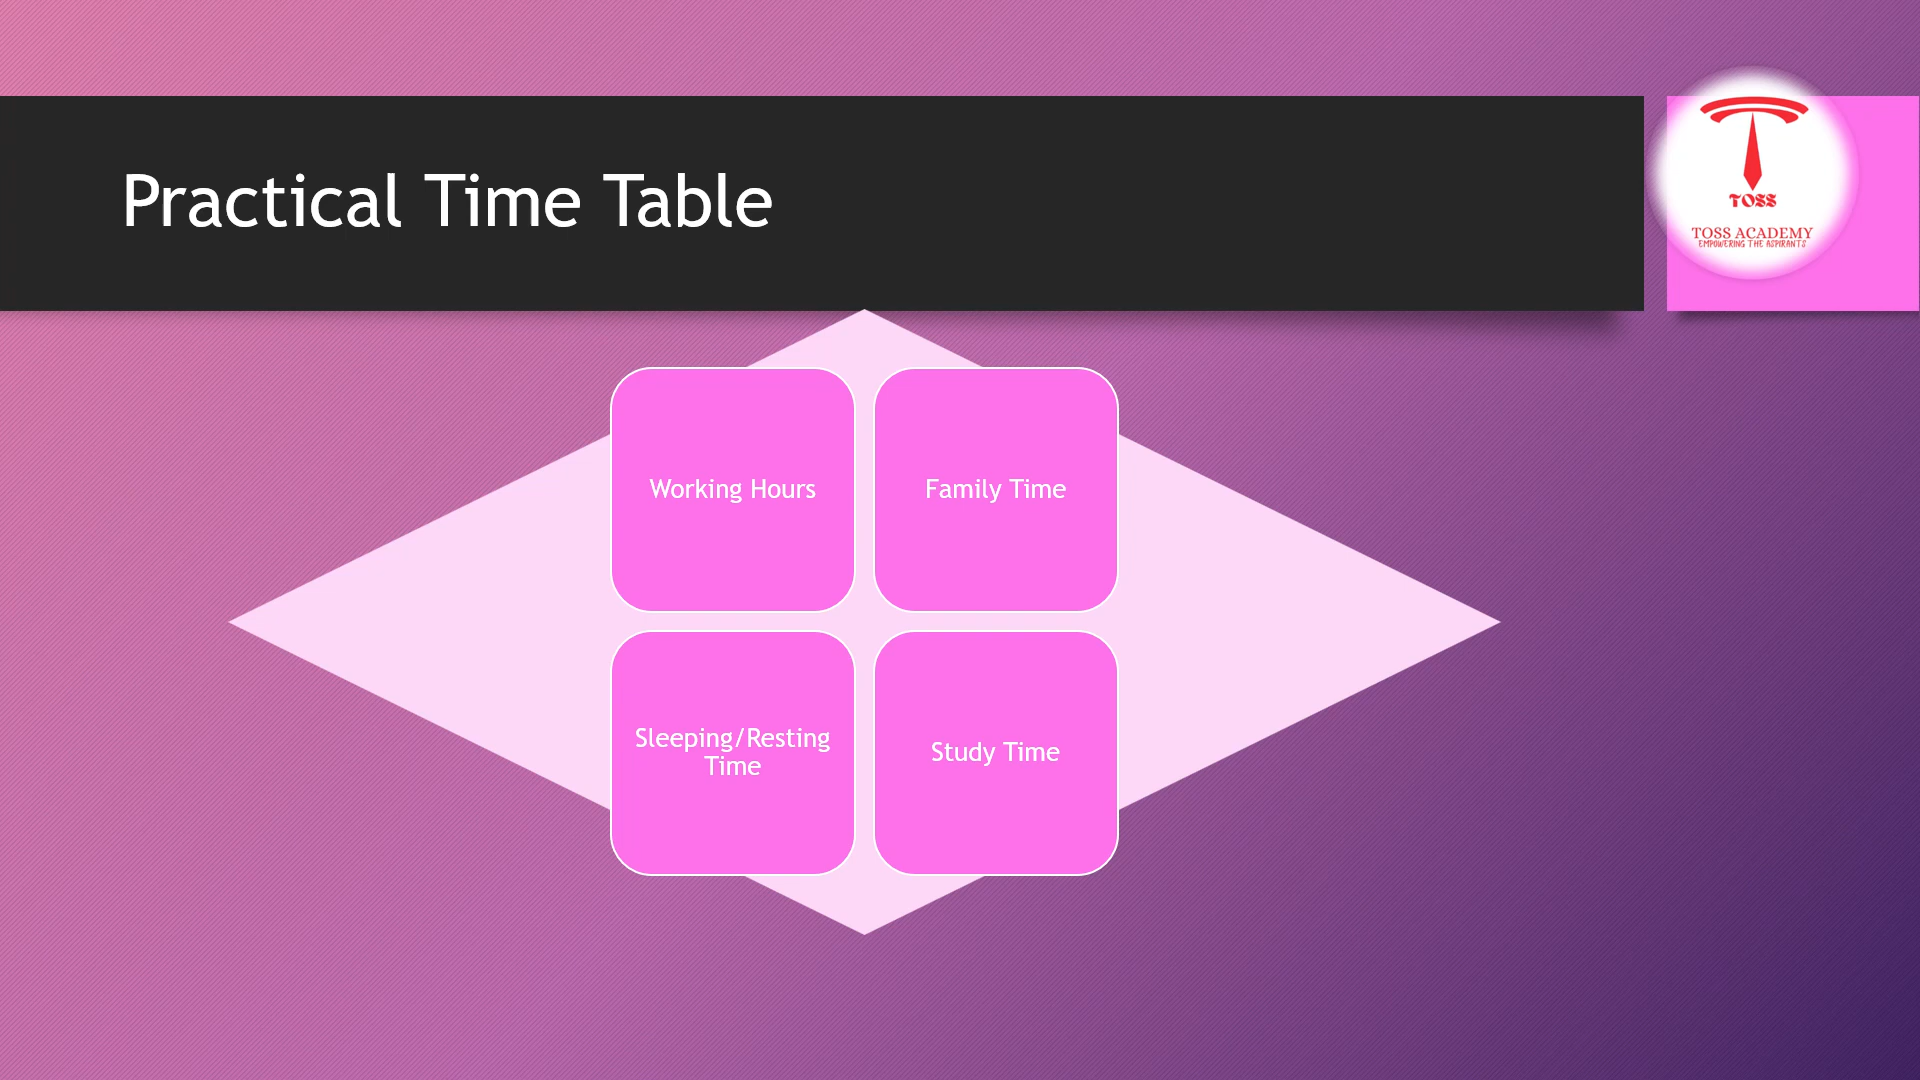 Practical Time Table
TOSS
TOSS ACADEMY
EMPOWERING THE ASPIRANTS
Working Hours
Family Time
Sleeping/Resting
Time
Study Time